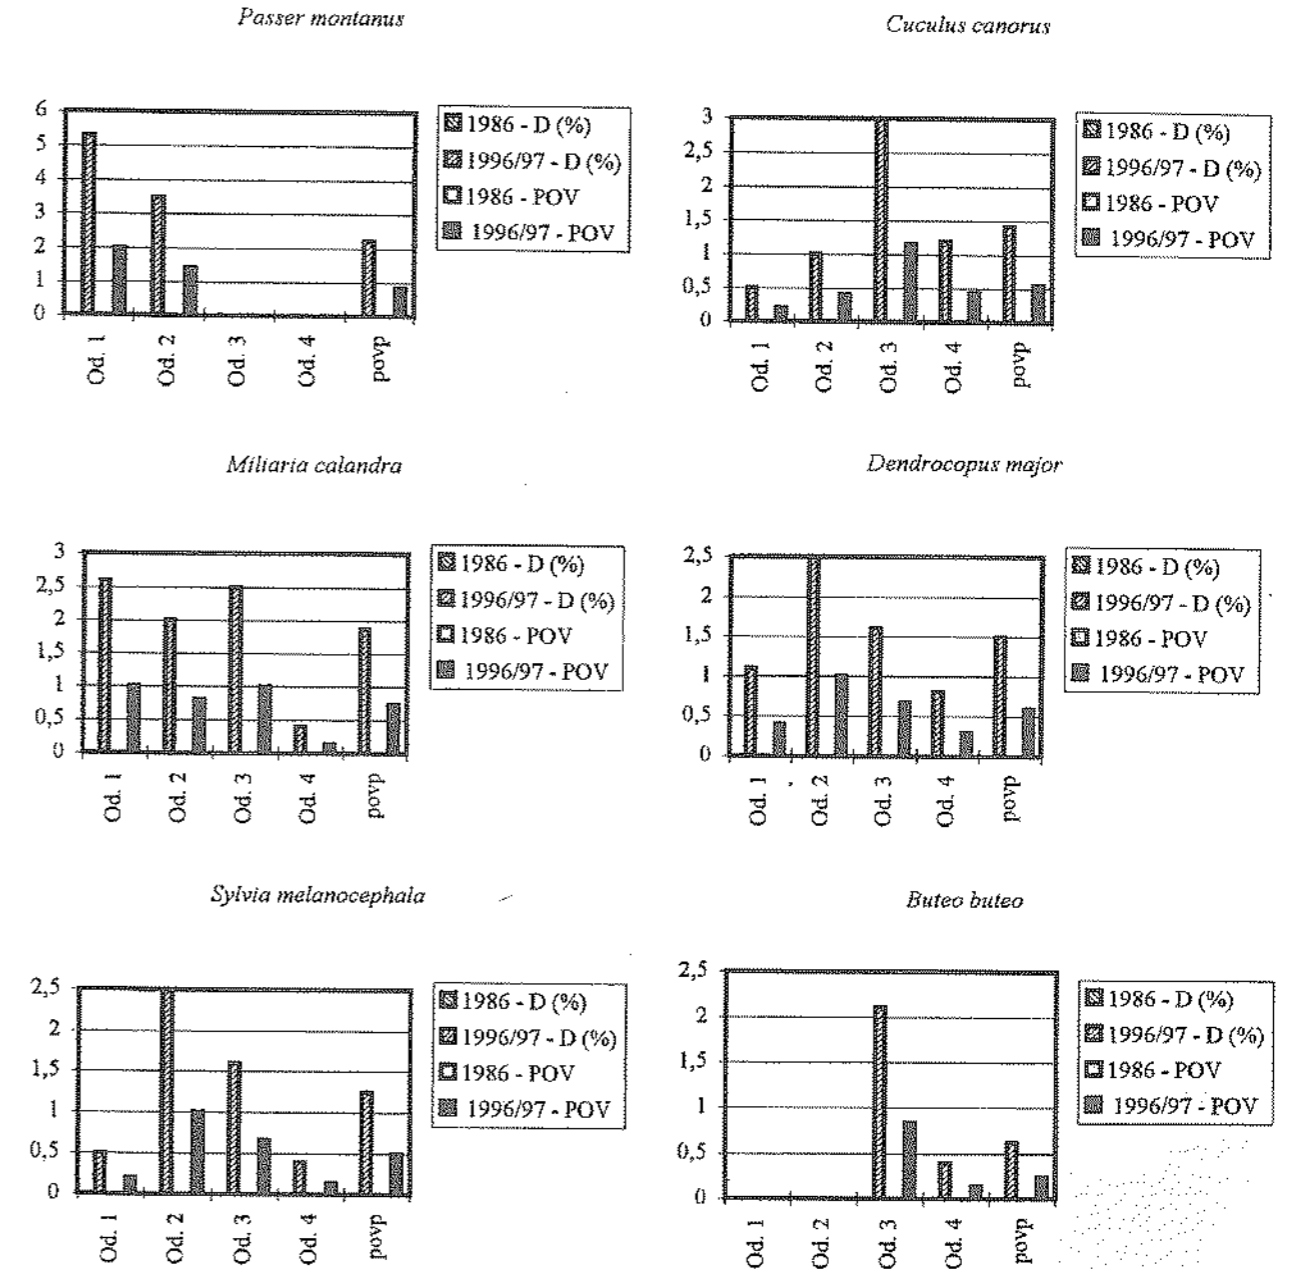 Passer montanus
6
5
4
3
2
1
0
Od. 1
Od. 2
Od. 3
Od. 4
povp
1986 - D (%)
1996/97 - D (%)
1986 - POV
1996/97 - POV
Cuculus canorus
3
2,5
2
1,5
1
0,5
0
Od. 1
Od. 2
Od. 3
Od. 4
povp
1986 - D (%)
1996/97 - D (%)
1986 - POV
1996/97 - POV
Miliaria calandra
3
2,5
2
1,5
1
0,5
0
Od. 1
Od. 2
Od. 3
Od. 4
povp
1986 - D (%)
1996/97 - D (%)
1986 - POV
1996/97 - POV
Dendrocopus major
2,5
2
1,5
1
0,5
0
Od. 1
Od. 2
Od. 3
Od. 4
povp
1986 - D (%)
1996/97 - D (%)
1986 - POV
1996/97 - POV
Sylvia melanocephala
2,5
2
1,5
1
0,5
0
Od. 1
Od. 2
Od. 3
Od. 4
povp
1986 - D (%)
1996/97 - D (%)
1986 - POV
1996/97 - POV
Buteo buteo
2,5
2
1,5
1
0,5
0
Od. 1
Od. 2
Od. 3
Od. 4
povp
1986 - D (%)
1996/97 - D (%)
1986 - POV
1996/97 - POV